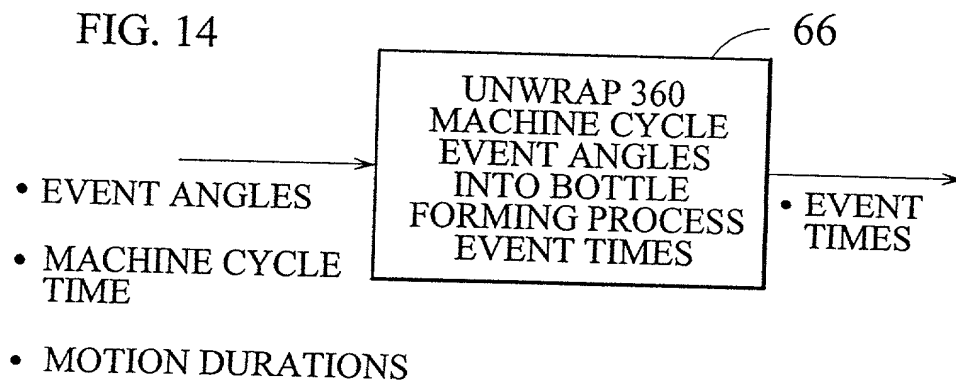 FIG. 14
66
UNWRAP 360
MACHINE CYCLE
EVENT ANGLES
INTO BOTTLE
FORMING PROCESS
EVENT TIMES
• EVENT ANGLES
• MACHINE CYCLE
TIME
• MOTION DURATIONS
• EVENT
TIMES